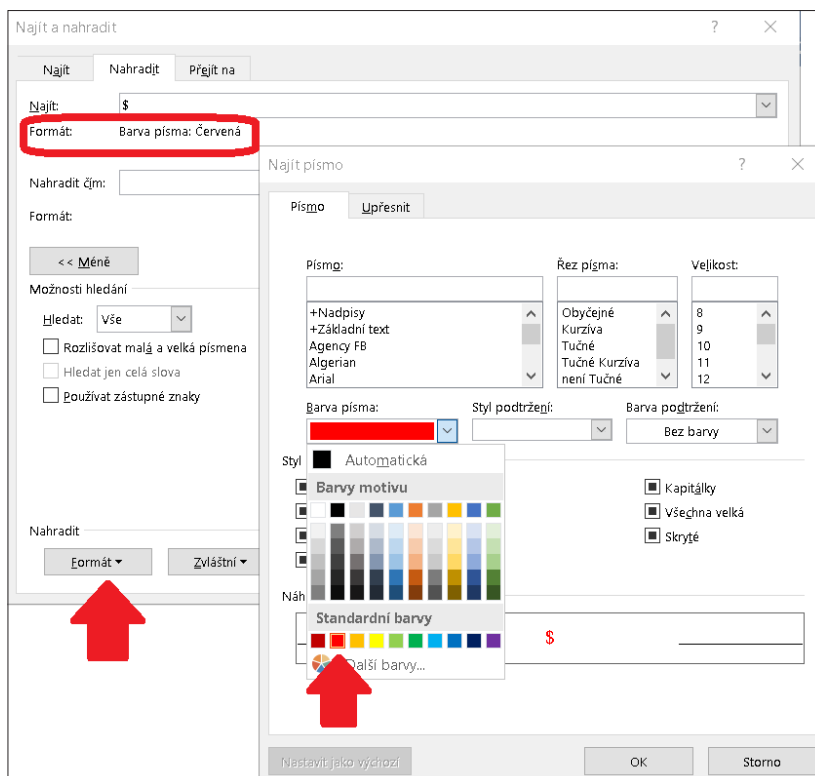 Najít a nahradit
Najít
Nahradit
Přejít na
Najít:
$
Formát:
Barva písma: Červená
Nahradit čím:
Formát:
<< Méně
Možnosti hledání
Hledat:
Vše
Rozlišovat malá a velká písmena
Hledat jen celá slova
Používat zástupné znaky
Nahradit
Formát
Zvláštní
Najít písmo
Písmo
Upřesnit
Písmo:
Řez písma:
Velikost:
+Nadpisy
+Základní text
Agency FB
Algerian
Arial
Obyčejné
Kurzíva
Tučné
Tučné Kurzíva
není Tučné
8
9
10
11
12
Barva písma:
Styl podtržení:
Barva podtržení:
Bez barvy
Automatická
Styl
Barvy motivu
Kapitálky
Všechna velká
Skryté
Náh
Standardní barvy
$
Další barvy...
Nastavit jako výchozí
OK
Storno